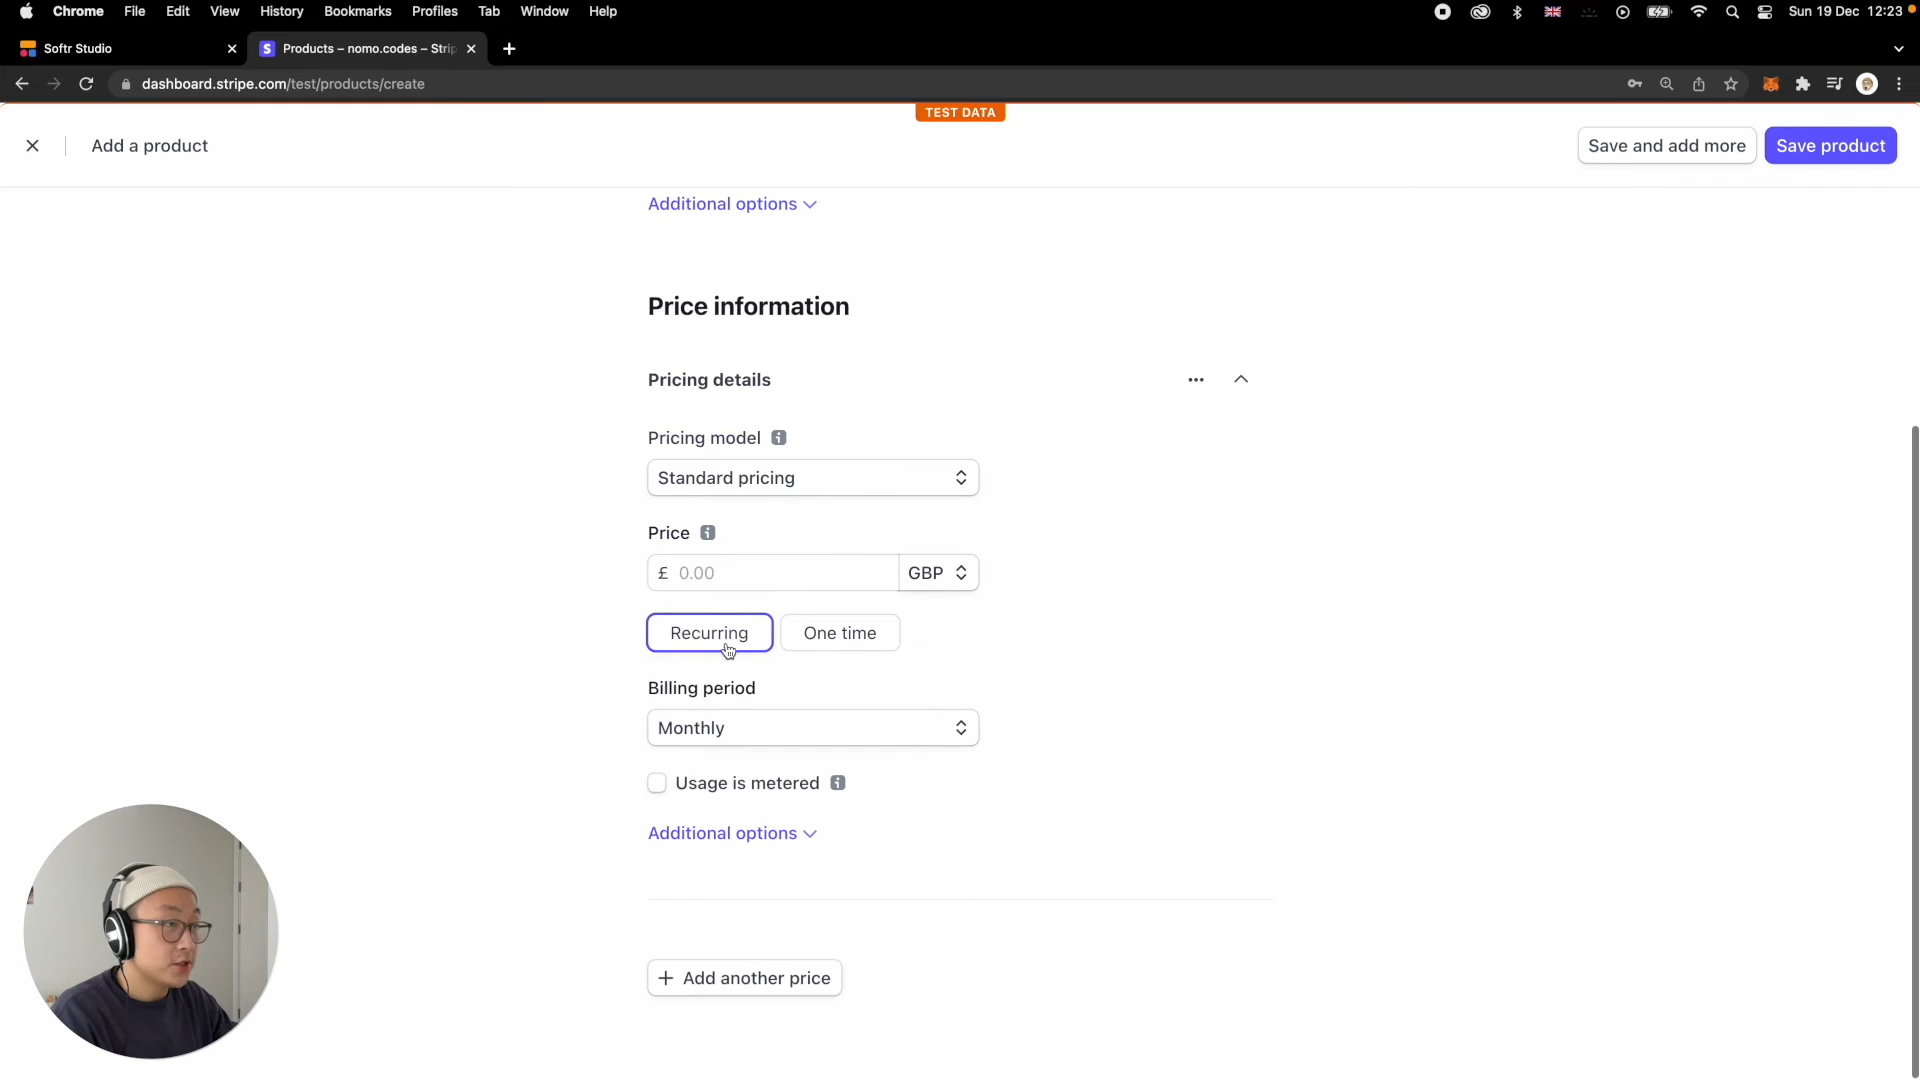 Chrome File Edit View History Bookmarks Profiles Tab Window Help Sun 19 Dec 12:23
Softr Studio Products – nomo.codes – Strip
dashboard.stripe.com/test/products/create
TEST DATA
Add a product Save and add more Save product
Additional options
Price information
Pricing details
Pricing model
Standard pricing
Price
£ 0.00 GBP
Recurring One time
Billing period
Monthly
Usage is metered
Additional options
+ Add another price